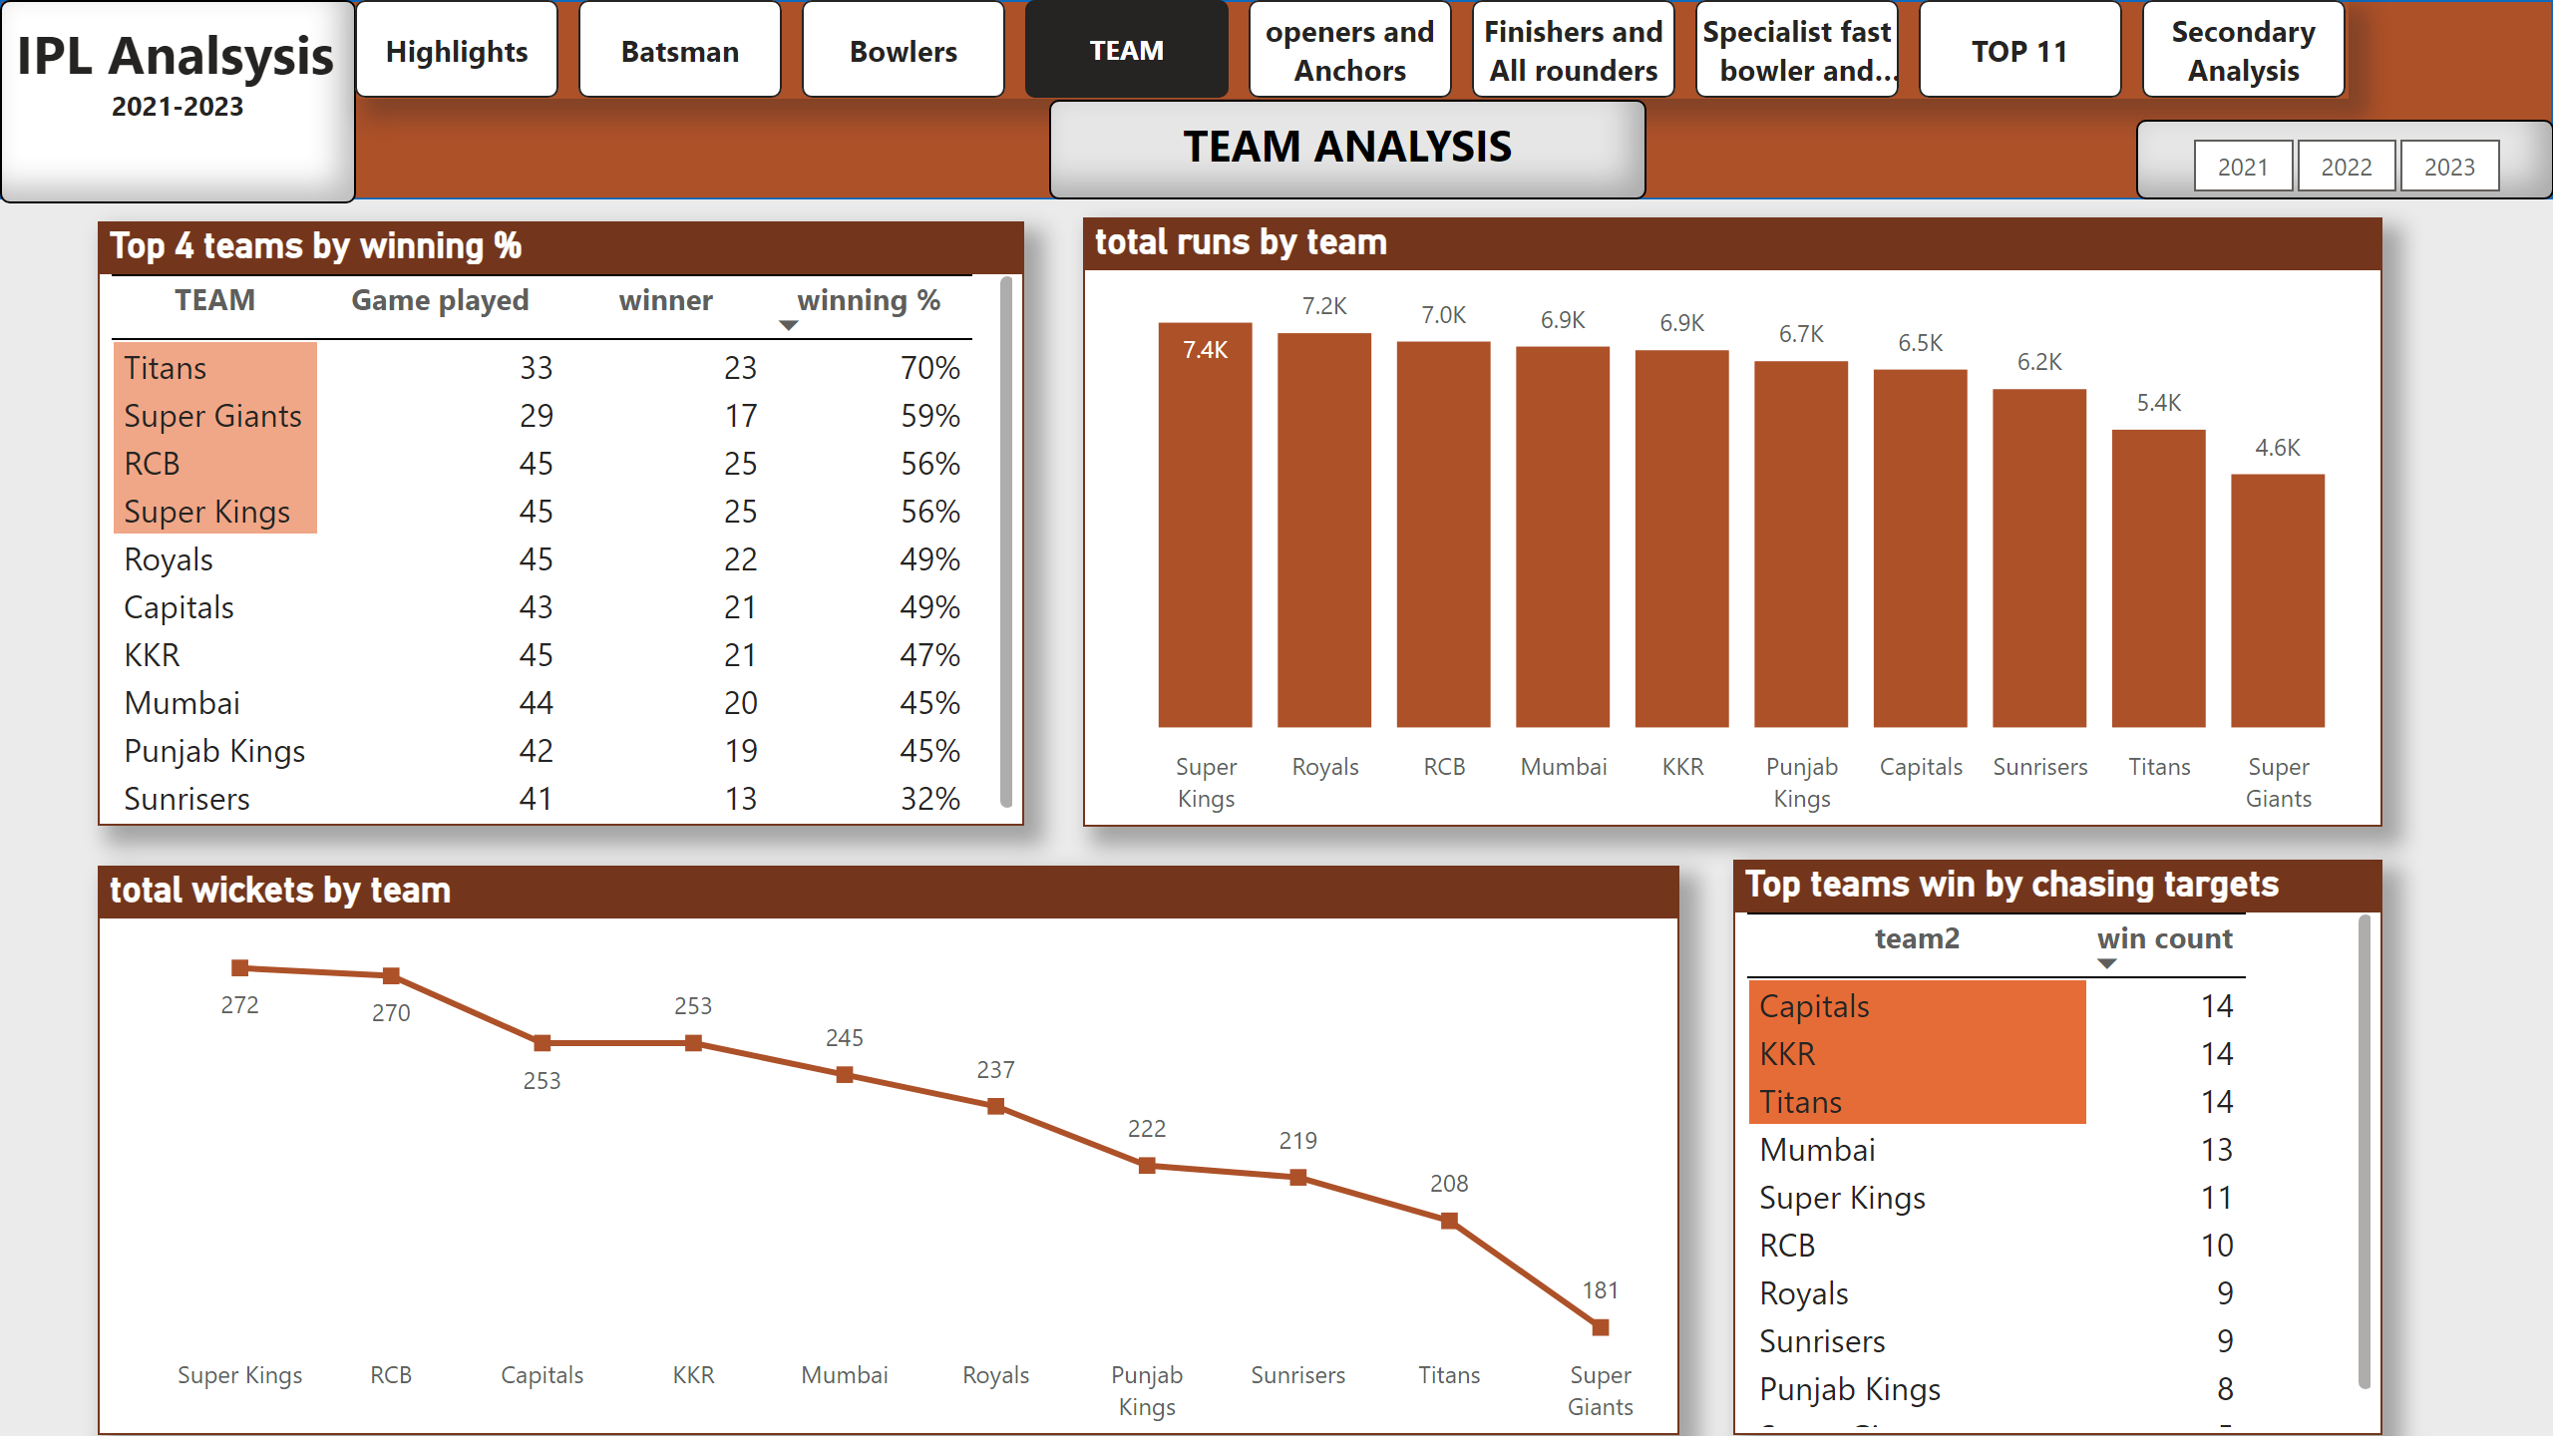 IPL Analsysis
2021-2023
Highlights
Batsman
Bowlers
TEAM
openers and
Anchors
Finishers and
All rounders
Specialist fast
bowler and...
TOP 11
Secondary
Analysis
TEAM ANALYSIS
2021 2022 2023
Top 4 teams by winning %
TEAM Game played winner winning %
Titans 33 23 70%
Super Giants 29 17 59%
RCB 45 25 56%
Super Kings 45 25 56%
Royals 45 22 49%
Capitals 43 21 49%
KKR 45 21 47%
Mumbai 44 20 45%
Punjab Kings 42 19 45%
Sunrisers 41 13 32%
total runs by team
7.4K 7.2K 7.0K 6.9K 6.9K 6.7K 6.5K 6.2K 5.4K 4.6K
Super
Kings
Royals
RCB
Mumbai
KKR
Punjab
Kings
Capitals
Sunrisers
Titans
Super
Giants
total wickets by team
272 270 253 253 245 237 222 219 208 181
Super Kings
RCB
Capitals
KKR
Mumbai
Royals
Punjab
Kings
Sunrisers
Titans
Super
Giants
Top teams win by chasing targets
team2 win count
Capitals 14
KKR 14
Titans 14
Mumbai 13
Super Kings 11
RCB 10
Royals 9
Sunrisers 9
Punjab Kings 8